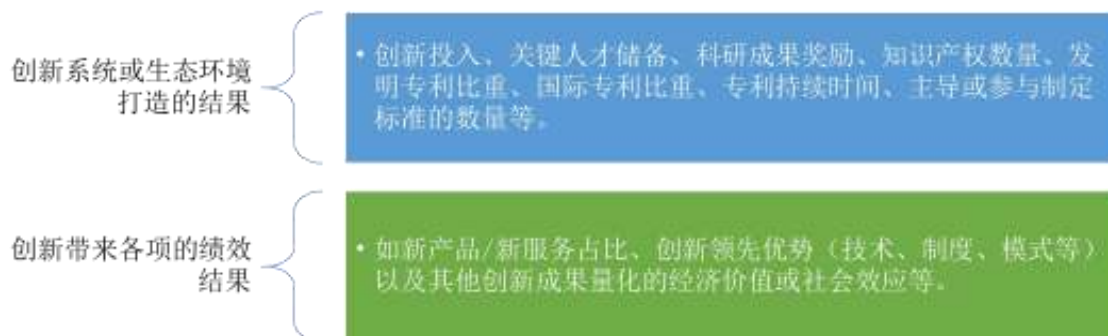 创新系统或生态环境
打造的结果
• 创新投入、关键人才储备、科研成果奖励、知识产权数量、发
明专利比重、国际专利比重、专利持续时间、主导或参与制定
标准的数量等。
创新带来各项的绩效
结果
• 如新产品/新服务占比、创新领先优势（技术、制度、模式等）
以及其他创新成果量化的经济价值或社会效应等。